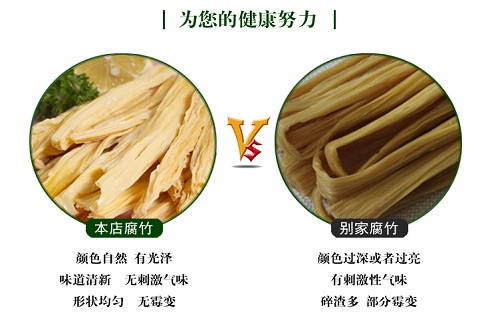 为您的健康努力
VS
本店腐竹
别家腐竹
颜色自然 有光泽
味道清新 无刺激气味
形状均匀 无霉变
颜色过深或者过亮
有刺激性气味
碎渣多 部分霉变